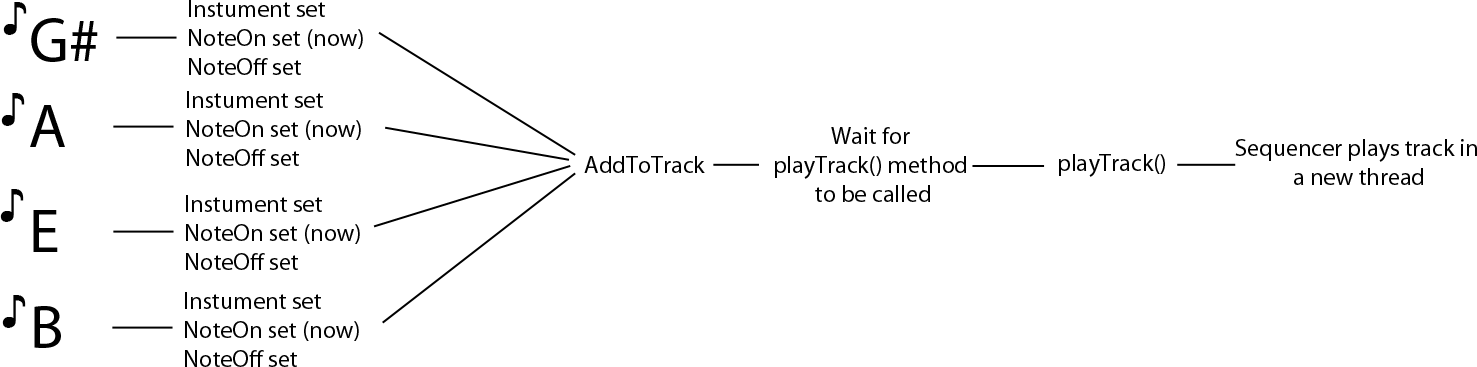 G#
Instument set
NoteOn set (now)
NoteOff set
A
Instument set
NoteOn set (now)
NoteOff set
E
Instument set
NoteOn set (now)
NoteOff set
B
Instument set
NoteOn set (now)
NoteOff set
AddToTrack
Wait for
playTrack() method
to be called
playTrack()
Sequencer plays track in
a new thread